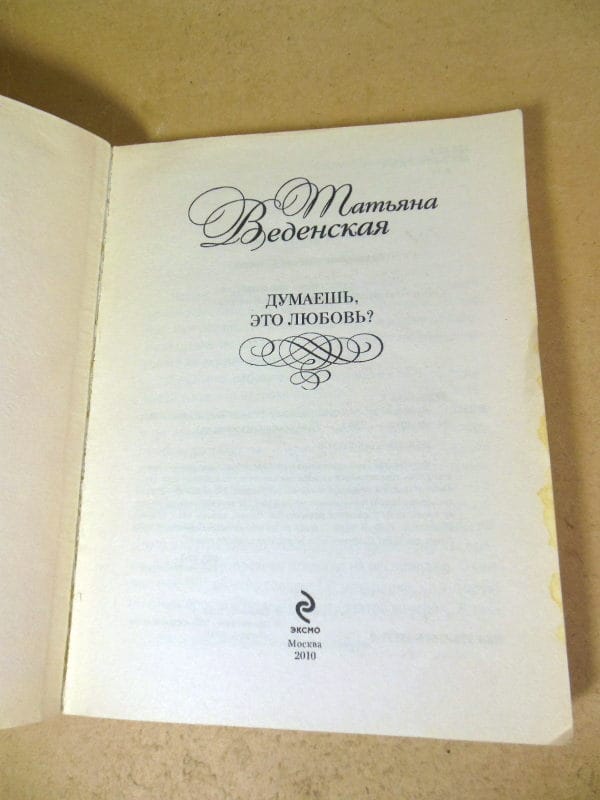 Татьяна
Веденская
ДУМАЕШЬ,
ЭТО ЛЮБОВЬ?
ЭКСМО
Москва
2010